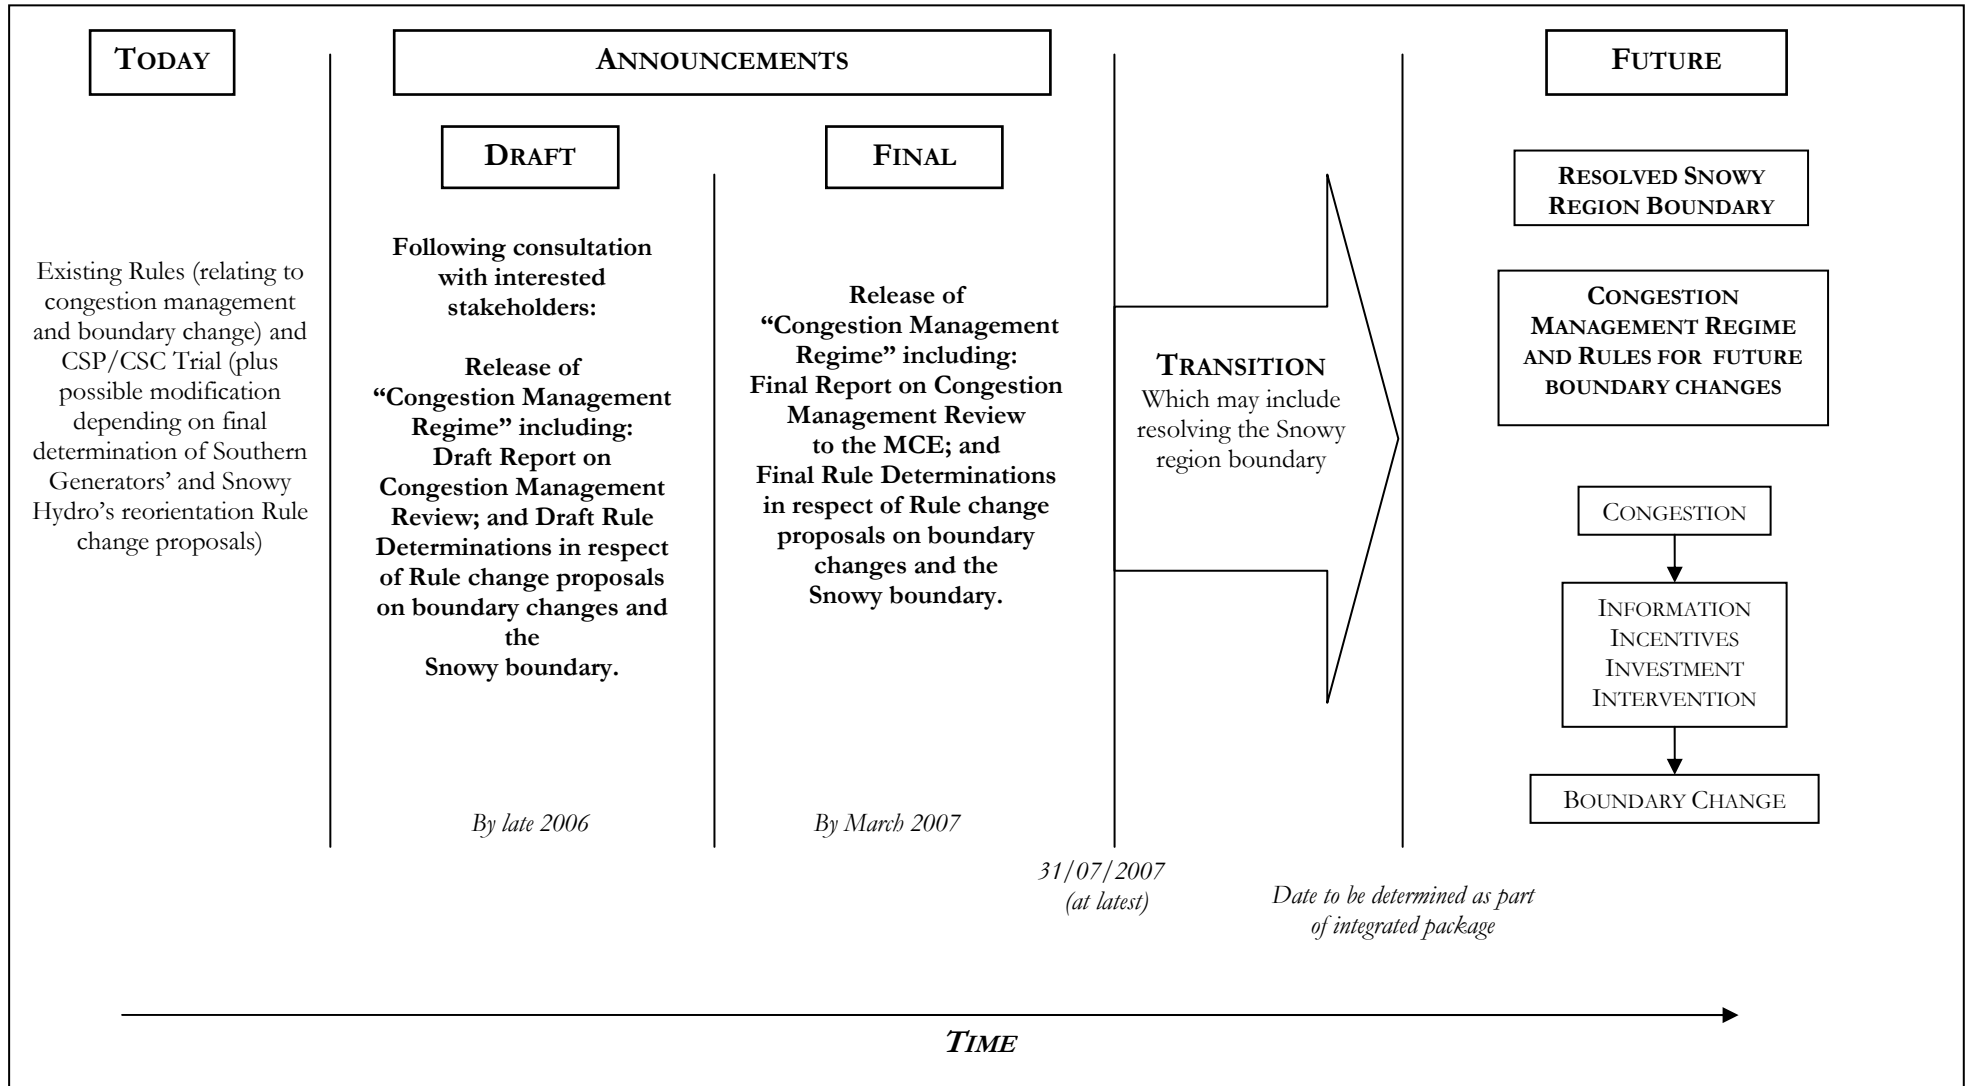 TODAY
ANNOUNCEMENTS
FUTURE
DRAFT
FINAL
Existing Rules (relating to
congestion management
and boundary change) and
CSP/CSC Trial (plus
possible modification
depending on final
determination of Southern
Generators’ and Snowy
Hydro’s reorientation Rule
change proposals)
Following consultation
with interested
stakeholders:
Release of
“Congestion Management
Regime” including:
Draft Report on
Congestion Management
Review; and Draft Rule
Determinations in respect
of Rule change proposals
on boundary changes and
the
Snowy boundary.
By late 2006
Release of
“Congestion Management
Regime” including:
Final Report on Congestion
Management Review
to the MCE; and
Final Rule Determinations
in respect of Rule change
proposals on boundary
changes and the
Snowy boundary.
By March 2007
31/07/2007
(at latest)
TRANSITION
Which may include
resolving the Snowy
region boundary
Date to be determined as part
of integrated package
RESOLVED SNOWY
REGION BOUNDARY
CONGESTION
MANAGEMENT REGIME
AND RULES FOR FUTURE
BOUNDARY CHANGES
CONGESTION
INFORMATION
INCENTIVES
INVESTMENT
INTERVENTION
BOUNDARY CHANGE
TIME